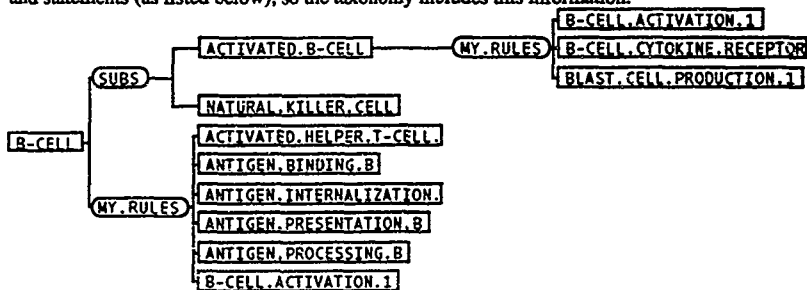 and statements (as listed below), so the taxonomy includes this information.
B-CELL.ACTIVATION.1
ACTIVATED.B-CELL
MY.RULES
B-CELL.CYTOKINE.RECEPTOR
SUBS
BLAST.CELL.PRODUCTION.1
NATURAL.KILLER.CELL
B-CELL
ACTIVATED.HELPER.T-CELL.
ANTIGEN.BINDING.B
ANTIGEN.INTERNALIZATION.
MY.RULES
ANTIGEN.PRESENTATION.B
ANTIGEN.PROCESSING.B
B-CELL.ACTIVATION.1